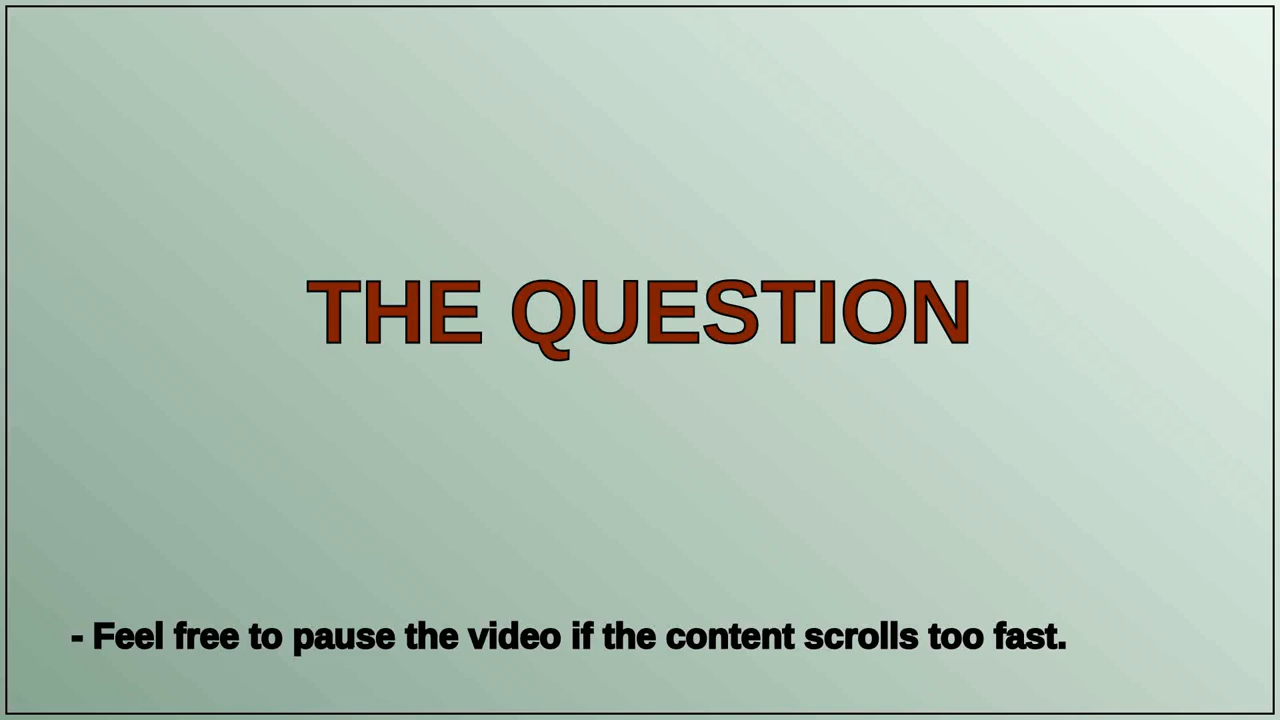 THE QUESTION
- Feel free to pause the video if the content scrolls too fast.